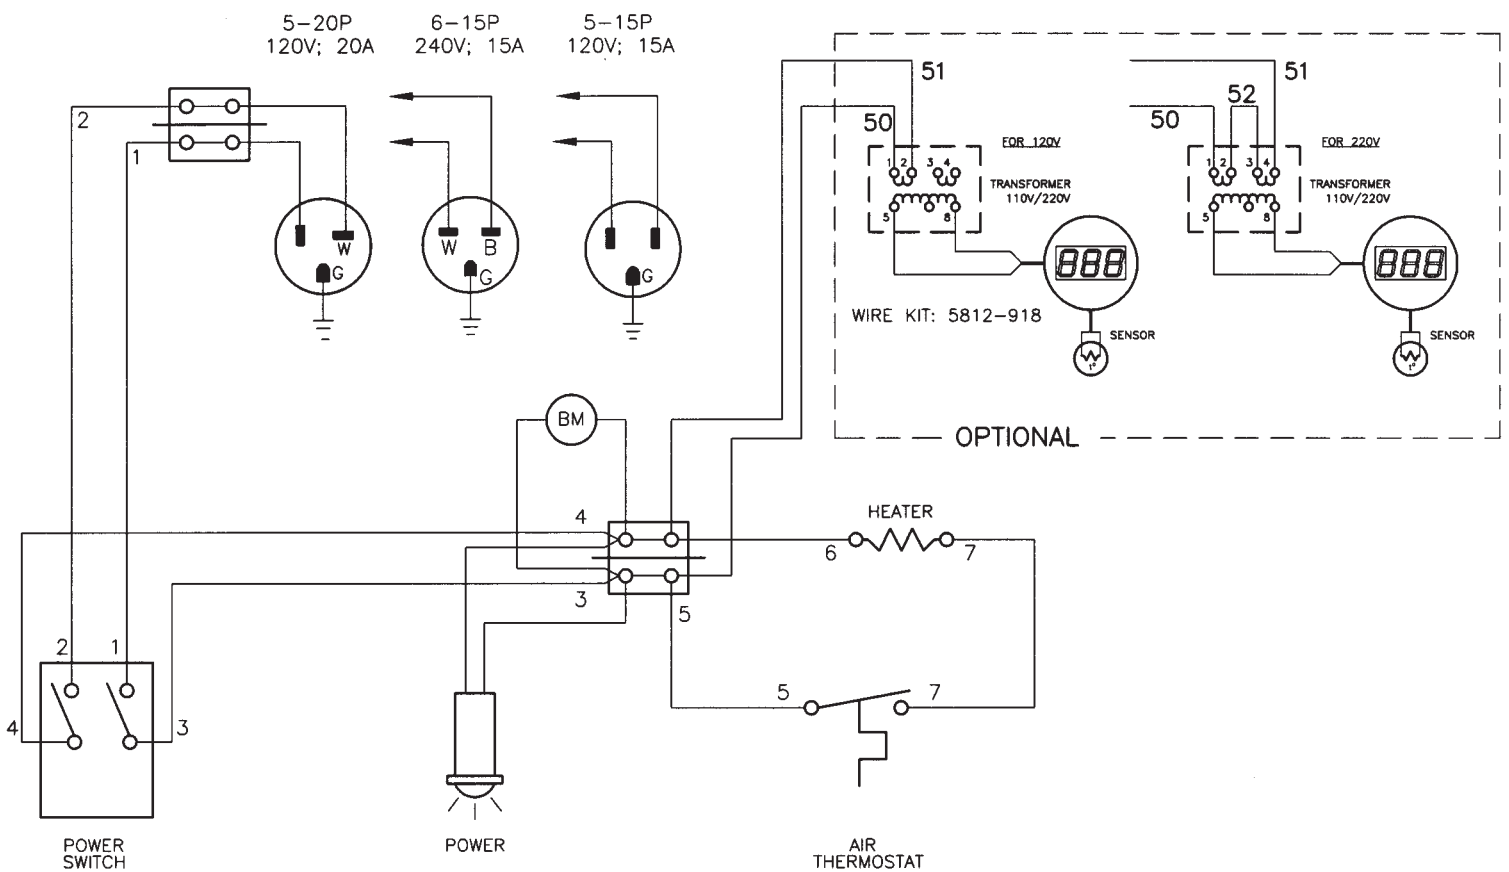 5-20P
120V; 20A
6-15P
240V; 15A
5-15P
120V; 15A
2
1
W
G
W
B
G
G
51
50
FOR 120V
1 2 3 4
TRANSFORMER
110V/220V
5
8
888
WIRE KIT: 5812-918
SENSOR
t°
51
52
50
FOR 220V
1 2 3 4
TRANSFORMER
110V/220V
5
8
888
SENSOR
t°
OPTIONAL
BM
4
3
5
HEATER
6
7
2
1
4
3
POWER
SWITCH
POWER
5
7
AIR
THERMOSTAT